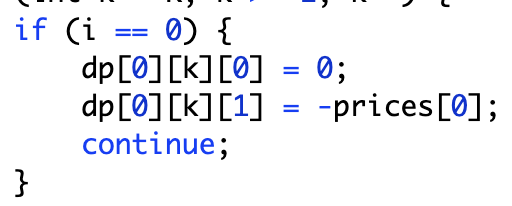 if (i == 0) {
    dp[0][k][0] = 0;
    dp[0][k][1] = -prices[0];
    continue;
}